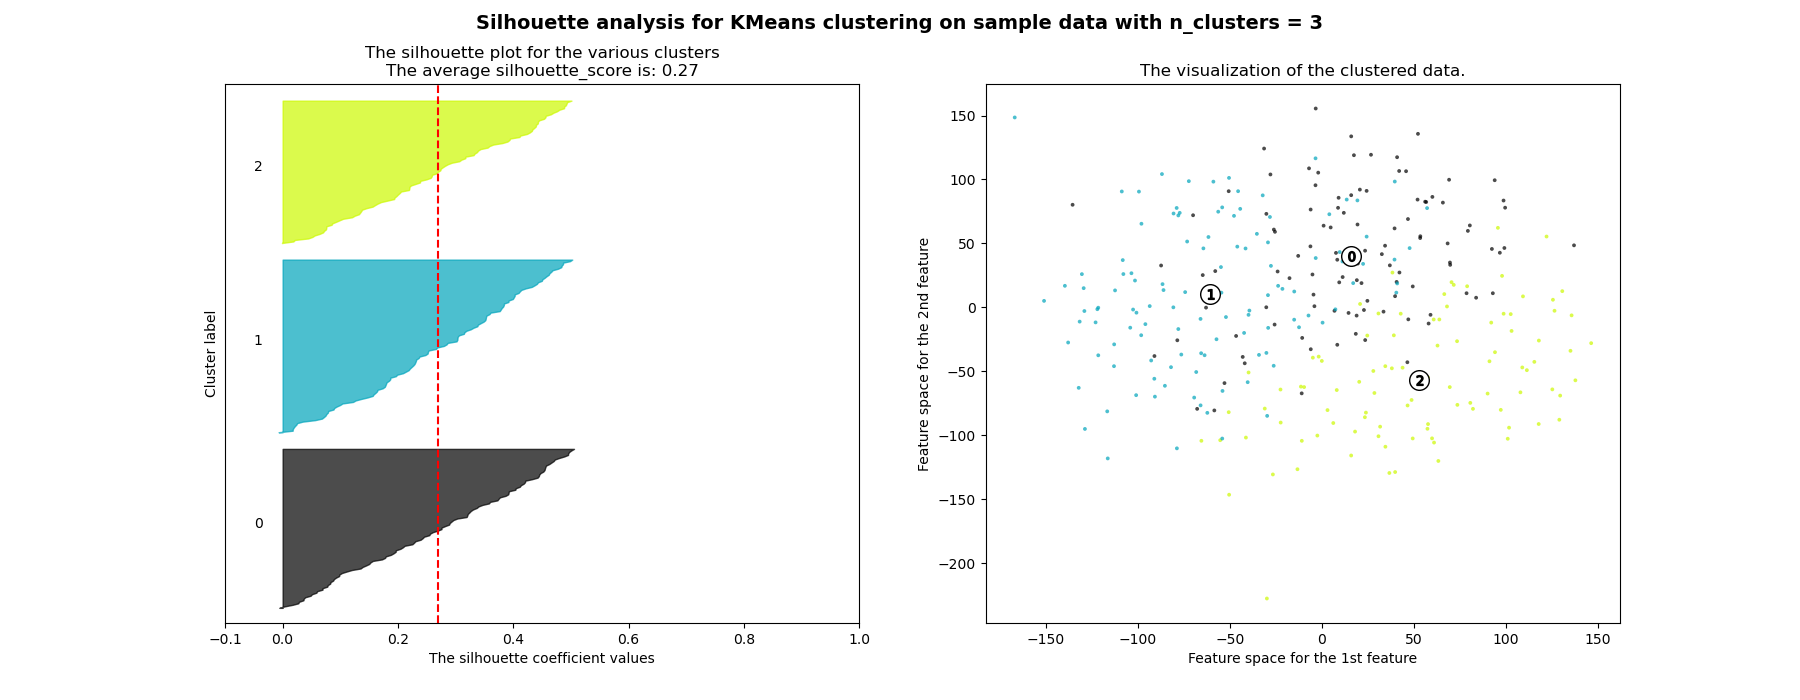 Silhouette analysis for KMeans clustering on sample data with n_clusters = 3
The silhouette plot for the various clusters
The average silhouette_score is: 0.27
Cluster label
2
1
0
−0.1 0.0 0.2 0.4 0.6 0.8 1.0
The silhouette coefficient values
The visualization of the clustered data.
Feature space for the 2nd feature
150
100
50
0
−50
−100
−150
−200
0
1
2
−150 −100 −50 0 50 100 150
Feature space for the 1st feature